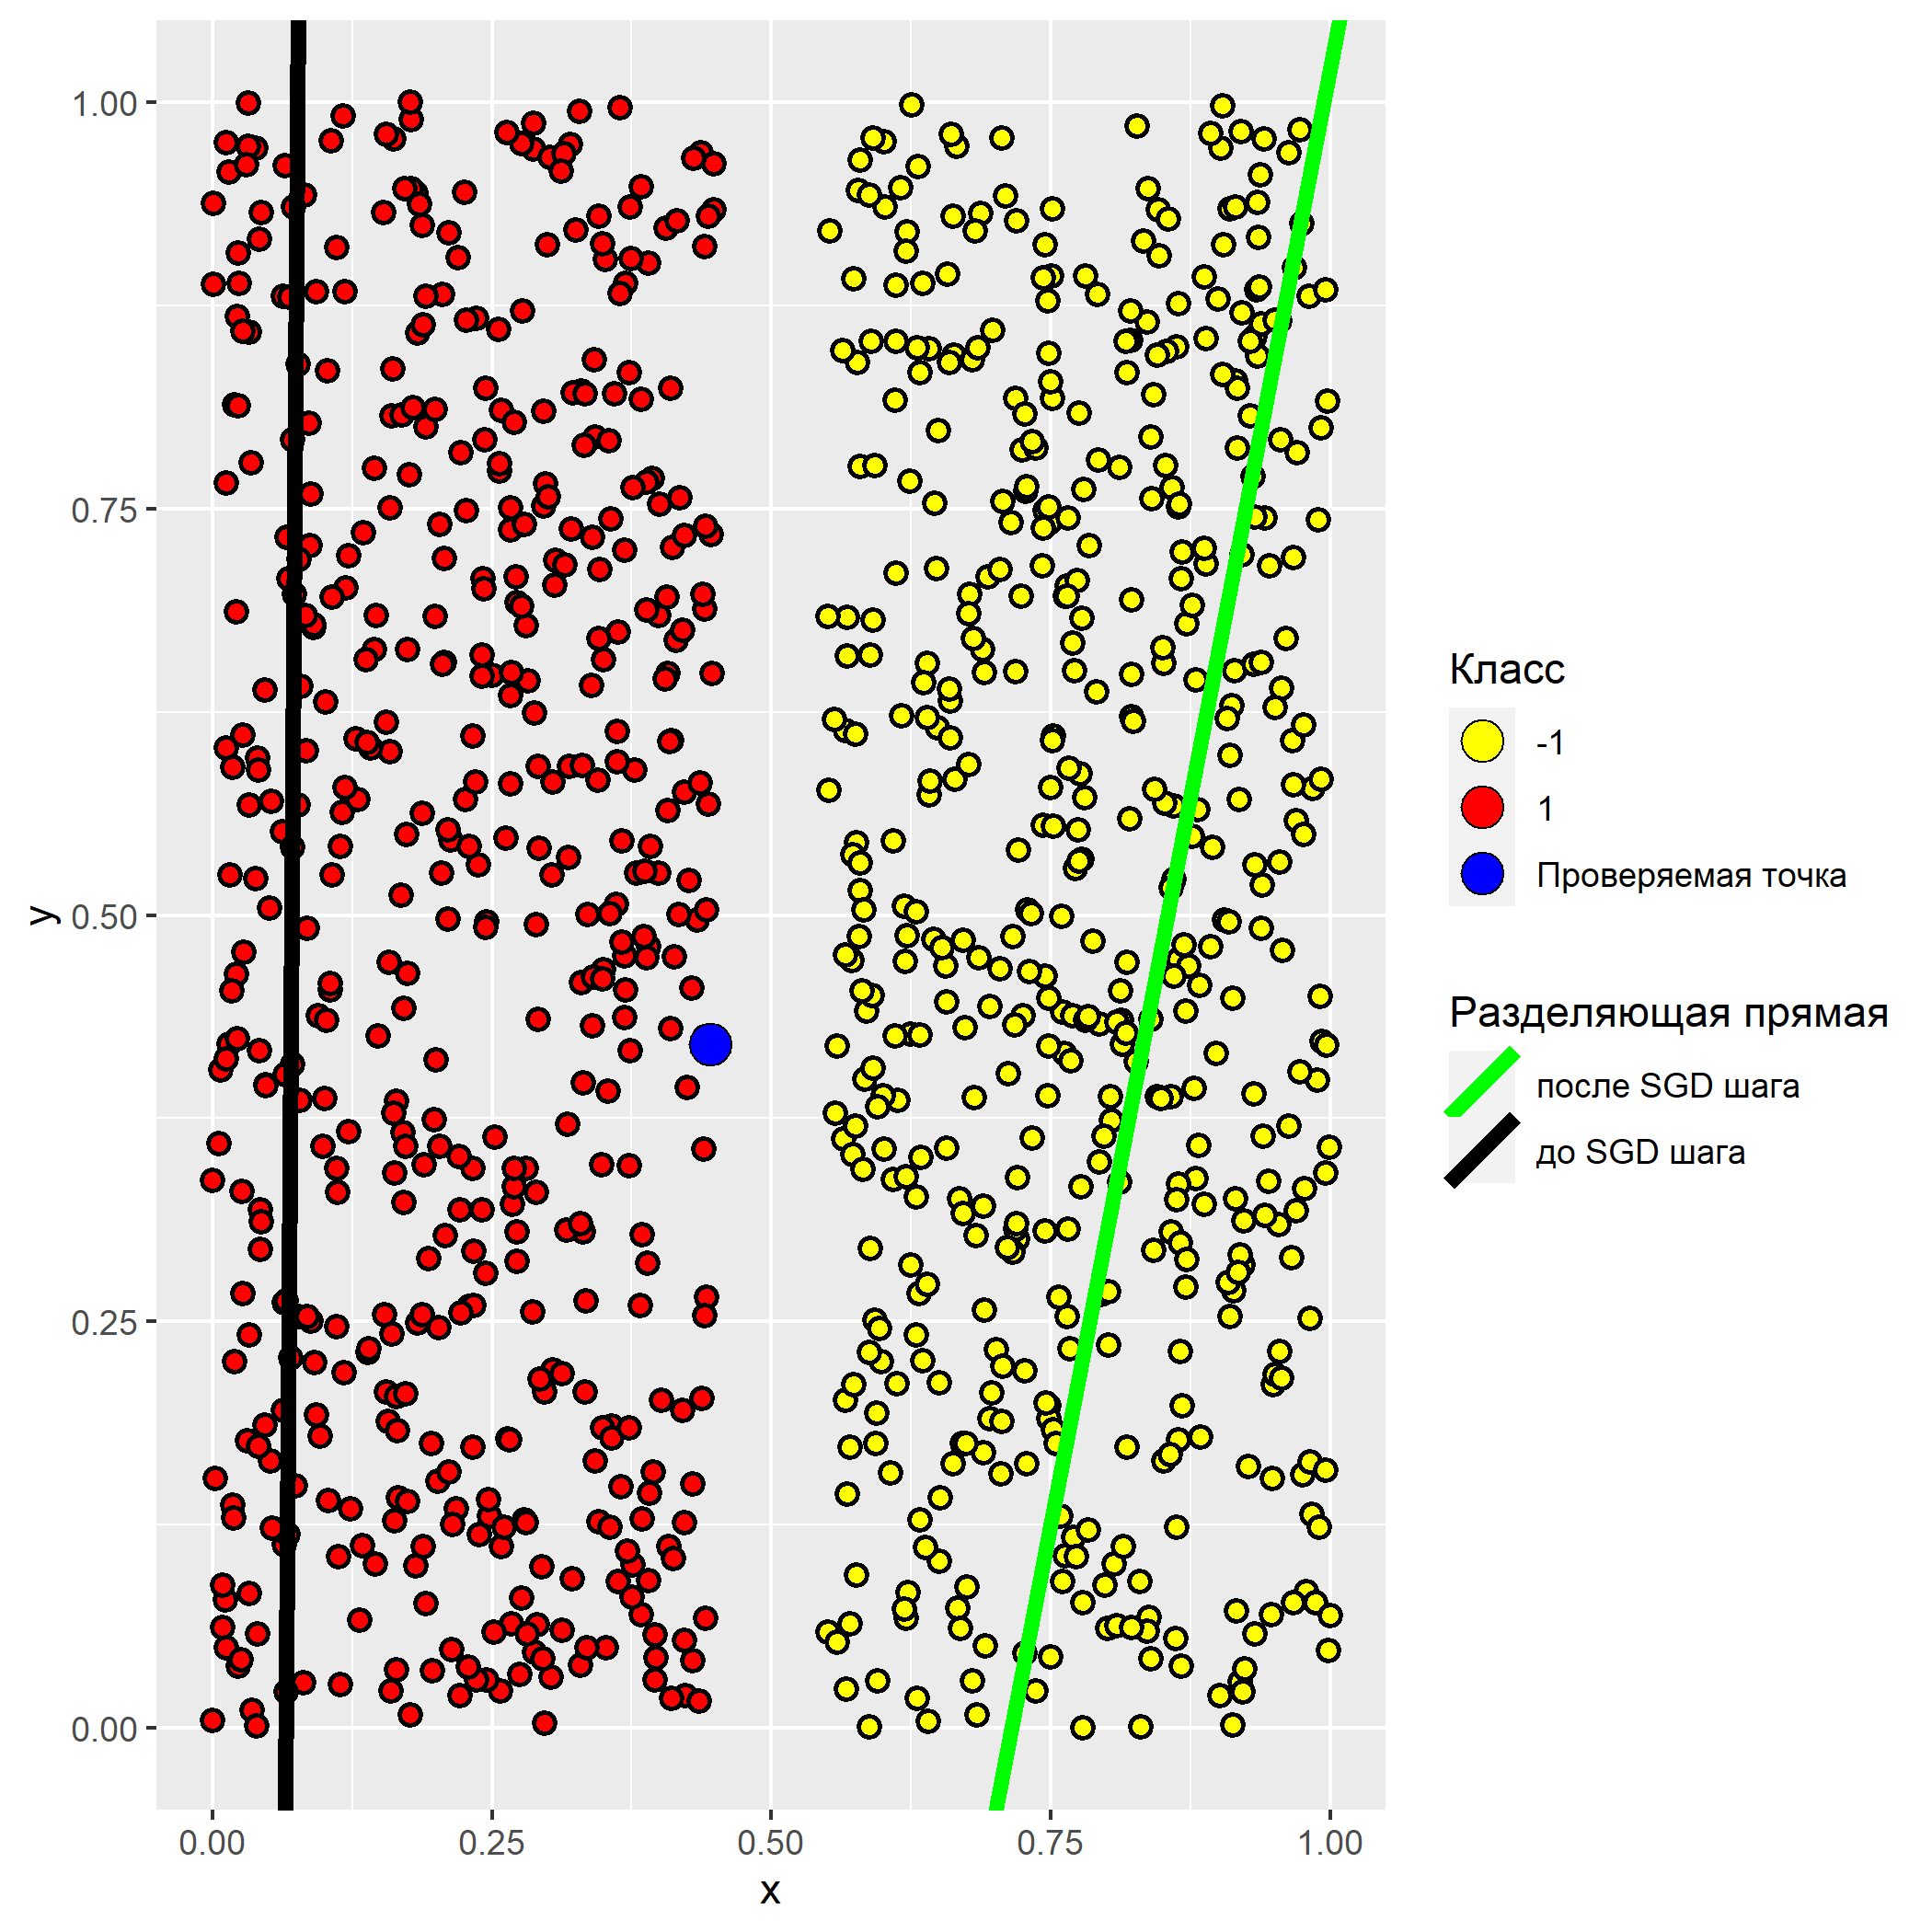 1.00
0.75
0.50
0.25
0.00
y
0.00 0.25 0.50 0.75 1.00
x
Класс
-1
1
Проверяемая точка
Разделяющая прямая
после SGD шага
до SGD шага